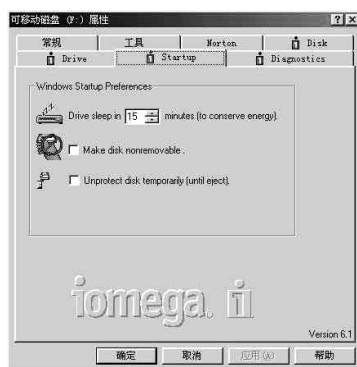 可移动磁盘 (F:) 属性
常规 工具 Norton Disk
Drive Startup Diagnostics
Windows Startup Preferences
Drive sleep in 15 minutes (to conserve energy).
Make disk nonremovable .
Unprotect disk temporarily (until eject).
iomega
Version 6.1
确定 取消 应用(A) 帮助